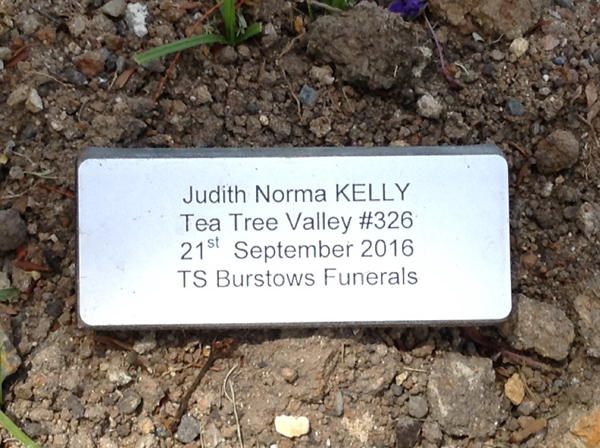 Judith Norma KELLY
Tea Tree Valley #326
21st September 2016
TS Burstows Funerals